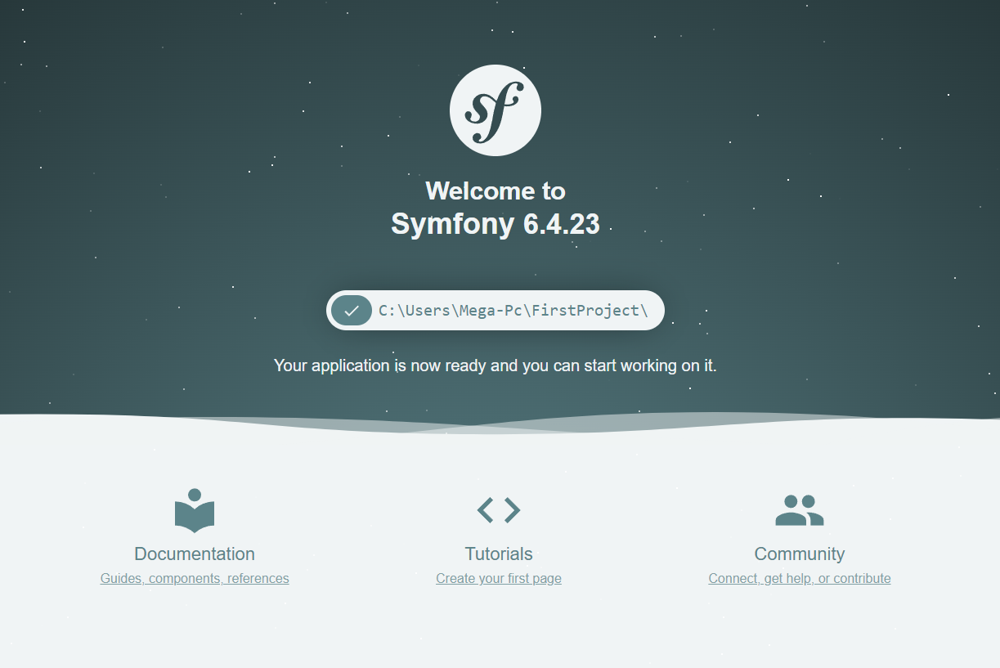 sf
Welcome to
Symfony 6.4.23
C:\Users\Mega-Pc\FirstProject\
Your application is now ready and you can start working on it.
Documentation
Guides, components, references
Tutorials
Create your first page
Community
Connect, get help, or contribute